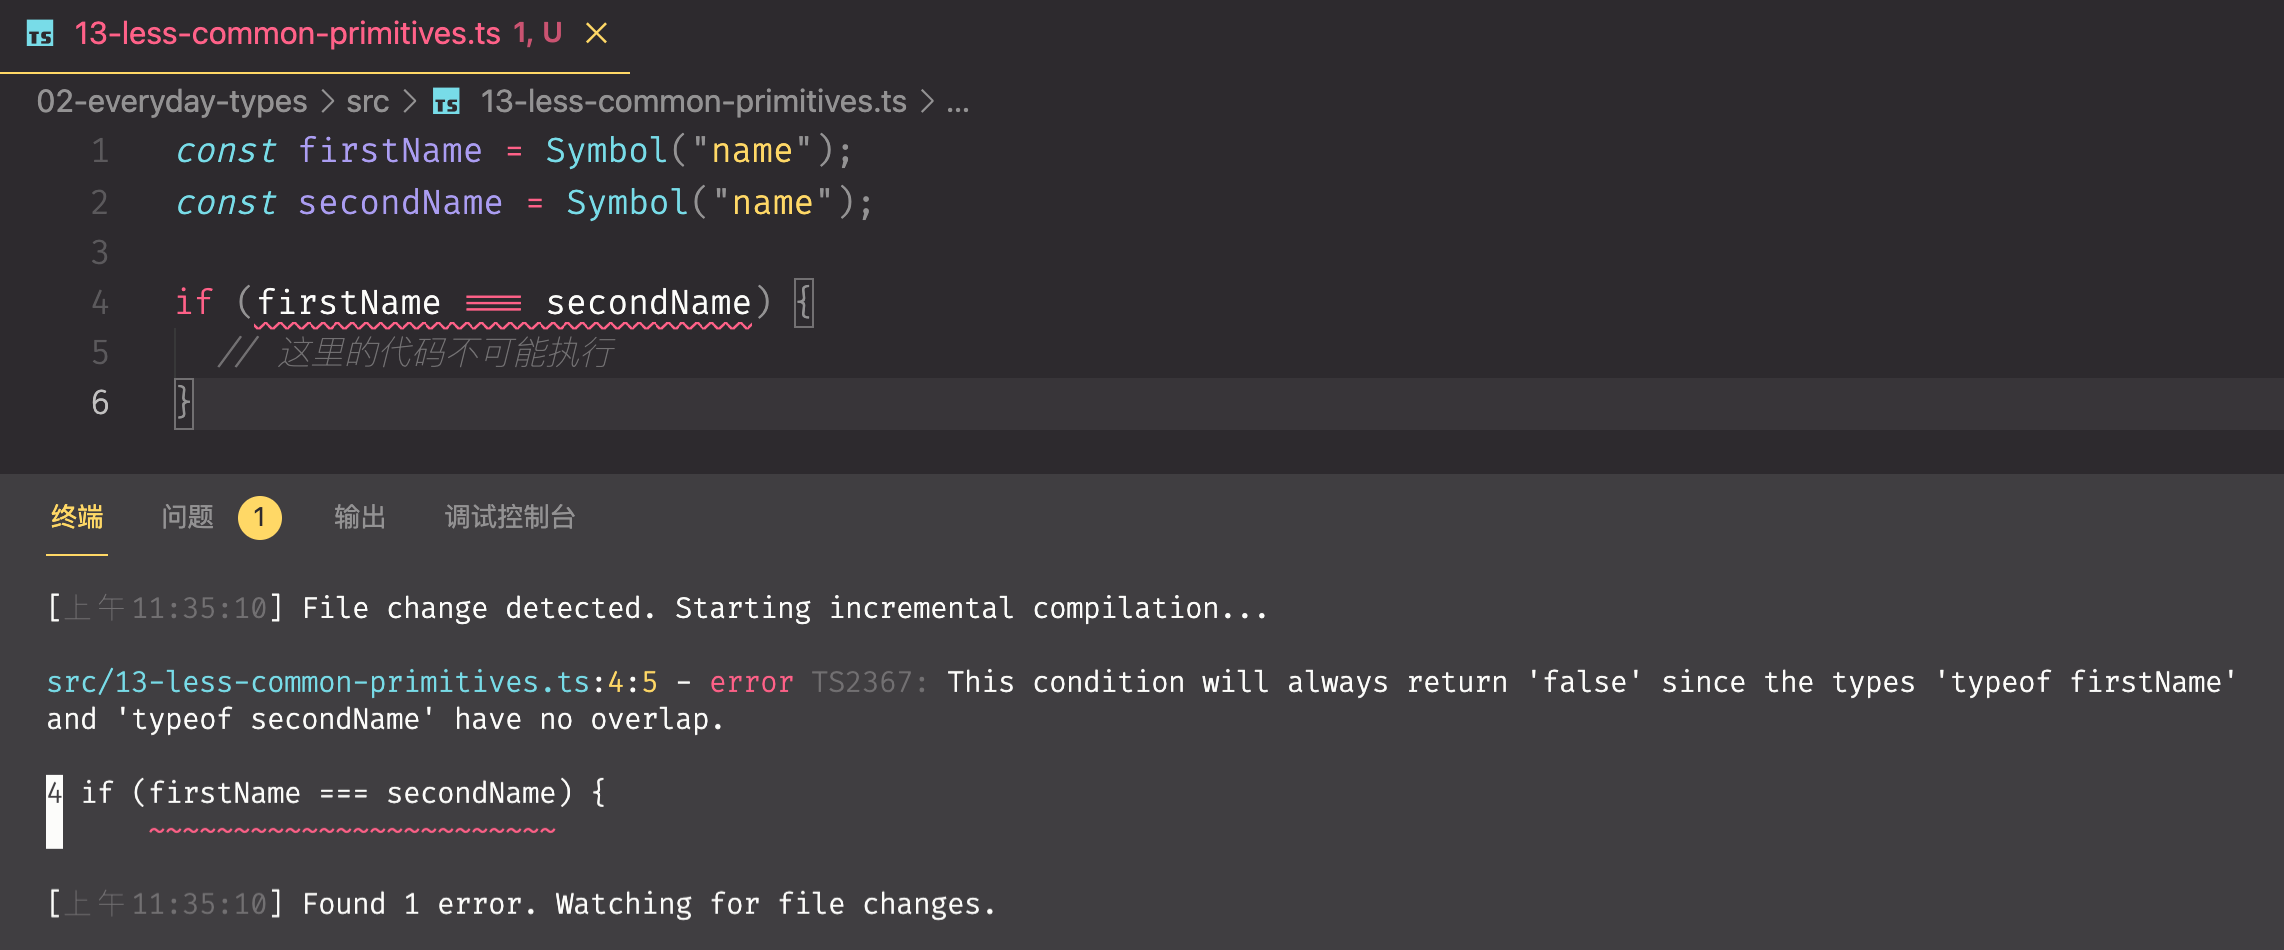 TS 13-less-common-primitives.ts 1, U
02-everyday-types > src > TS 13-less-common-primitives.ts > ...
1 const firstName = Symbol("name");
2 const secondName = Symbol("name");
3
4 if (firstName === secondName) {
5 // 这里的代码不可能执行
6 }
终端 问题 1 输出 调试控制台
[上午11:35:10] File change detected. Starting incremental compilation...
src/13-less-common-primitives.ts:4:5 - error TS2367: This condition will always return 'false' since the types 'typeof firstName'
and 'typeof secondName' have no overlap.
4 if (firstName === secondName) {
~~~~~~~~~~~~~~~~~~~~~~~~
[上午11:35:10] Found 1 error. Watching for file changes.